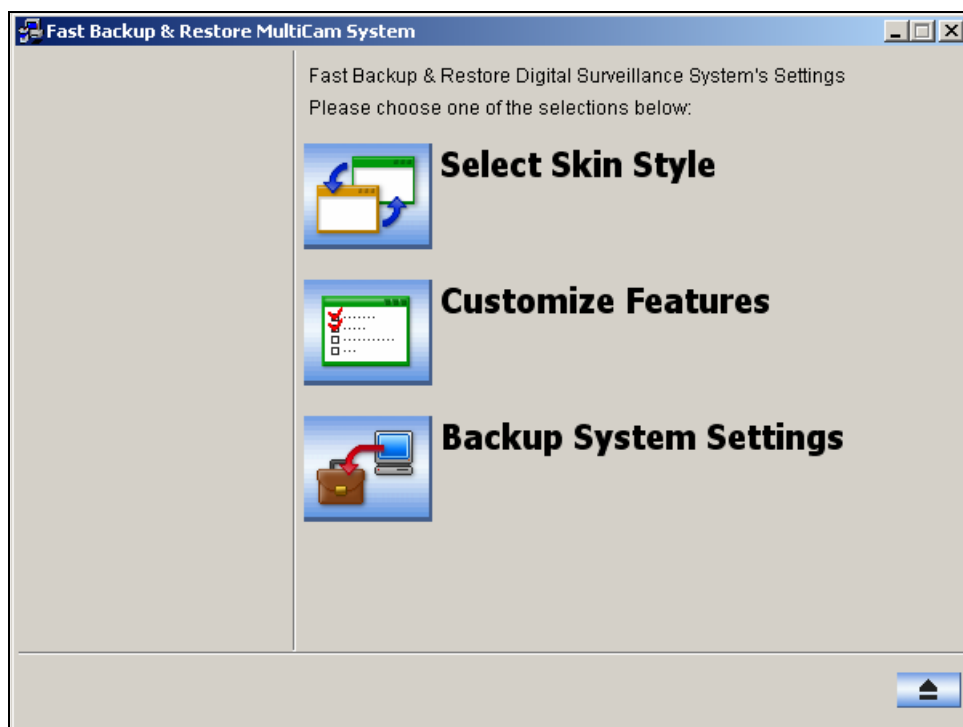 Fast Backup & Restore MultiCam System
Fast Backup & Restore Digital Surveillance System's Settings
Please choose one of the selections below:
Select Skin Style
Customize Features
Backup System Settings